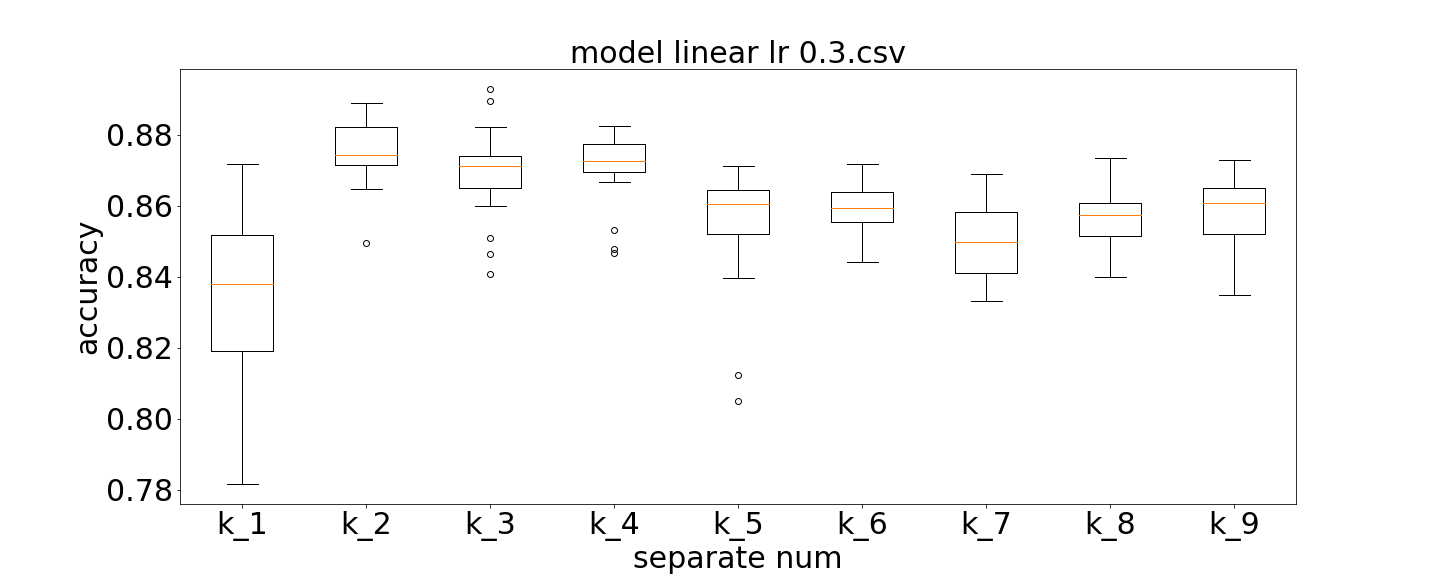 model linear lr 0.3.csv
accuracy
0.88
0.86
0.84
0.82
0.80
0.78
k_1 k_2 k_3 k_4 k_5 k_6 k_7 k_8 k_9
separate num